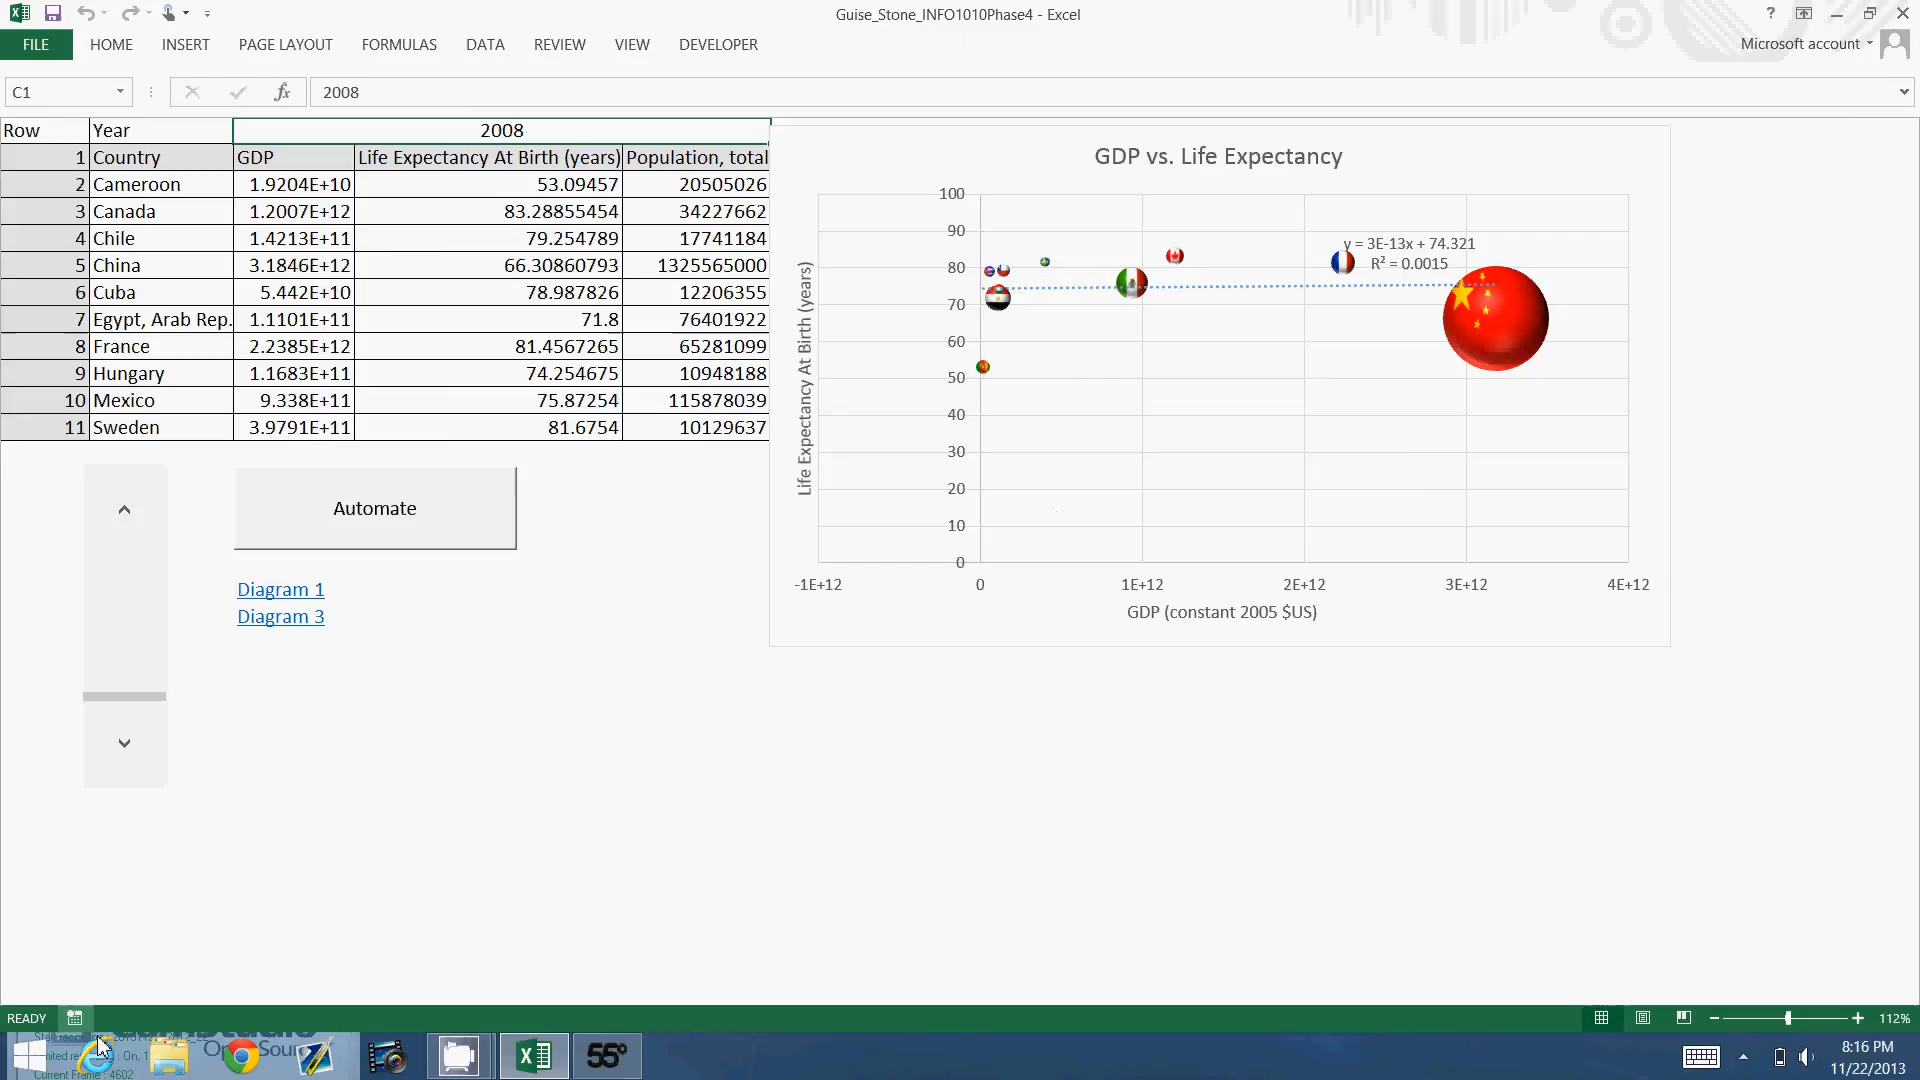 Guise_Stone_INFO1010Phase4 - Excel
FILE HOME INSERT PAGE LAYOUT FORMULAS DATA REVIEW VIEW DEVELOPER Microsoft account
C1 fx 2008
Row Year 2008
1 Country GDP Life Expectancy At Birth (years) Population, total
2 Cameroon 1.9204E+10 53.09457 20505026
3 Canada 1.2007E+12 83.28855454 34227662
4 Chile 1.4213E+11 79.254789 17741184
5 China 3.1846E+12 66.30860793 1325565000
6 Cuba 5.442E+10 78.987826 12206355
7 Egypt, Arab Rep. 1.1101E+11 71.8 76401922
8 France 2.2385E+12 81.4567265 65281099
9 Hungary 1.1683E+11 74.254675 10948188
10 Mexico 9.338E+11 75.87254 115878039
11 Sweden 3.9791E+11 81.6754 10129637
Automate
Diagram 1
Diagram 3
GDP vs. Life Expectancy
Life Expectancy At Birth (years)
100
90
80
70
60
50
40
30
20
10
0
y = 3E-13x + 74.321
R² = 0.0015
-1E+12 0 1E+12 2E+12 3E+12 4E+12
GDP (constant 2005 $US)
READY 112%
Current Frame : 4602
55°
8:16 PM
11/22/2013